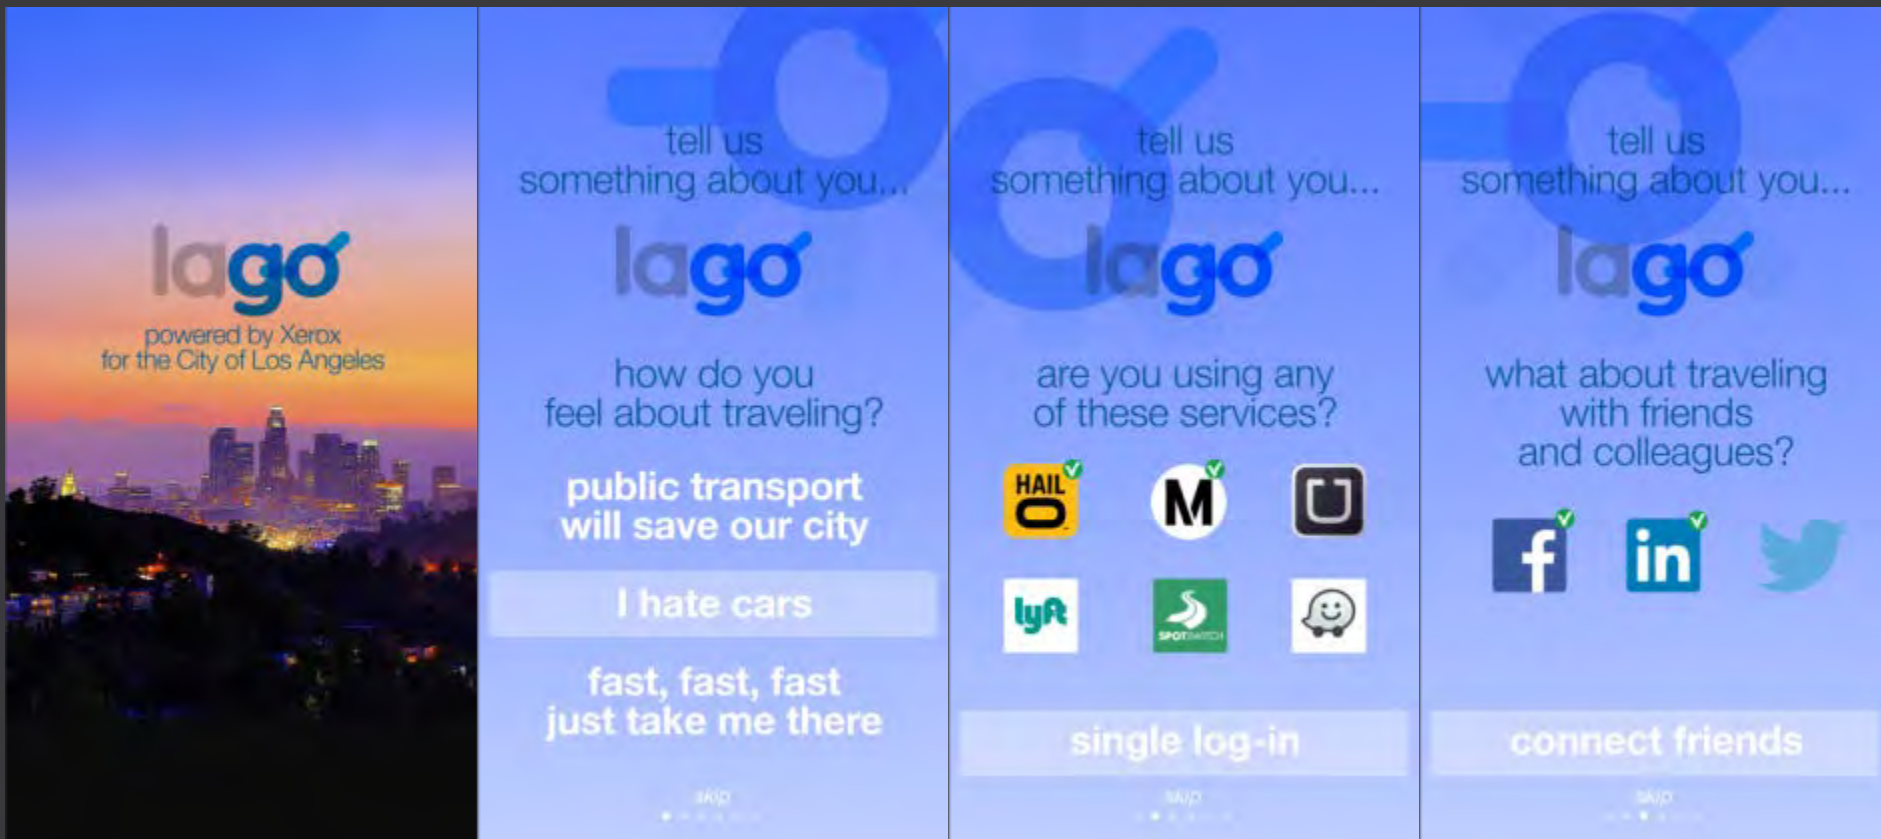 lago
powered by Xerox
for the City of Los Angeles
tell us
something about you...
lago
how do you
feel about traveling?
public transport
will save our city
I hate cars
fast, fast, fast
just take me there
skip
tell us
something about you...
lago
are you using any
of these services?
HAIL
O
M
U
lyft
SPOT
single log-in
skip
tell us
something about you...
lago
what about traveling
with friends
and colleagues?
f
in
connect friends
skip